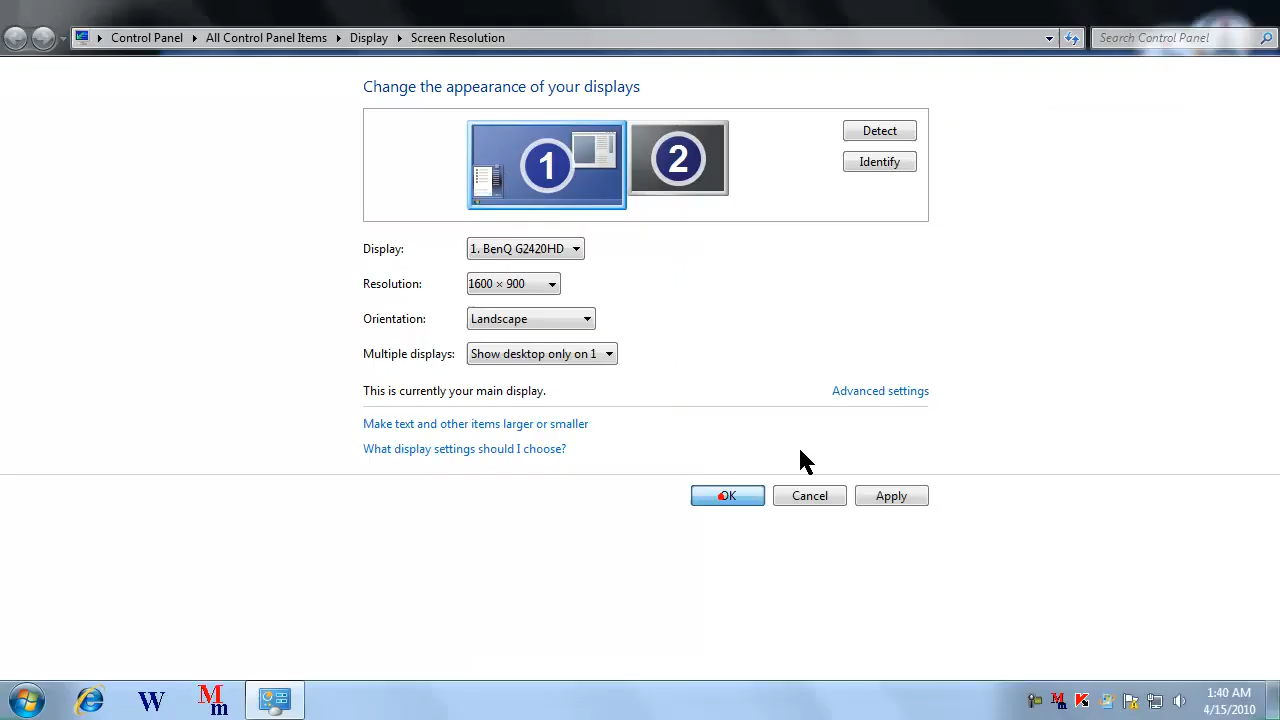 Control Panel All Control Panel Items Display Screen Resolution Search Control Panel
Change the appearance of your displays
1 2
Detect
Identify
Display: 1. BenQ G2420HD
Resolution: 1600 × 900
Orientation: Landscape
Multiple displays: Show desktop only on 1
This is currently your main display. Advanced settings
Make text and other items larger or smaller
What display settings should I choose?
OK Cancel Apply
W M m M m K 1:40 AM
4/15/2010